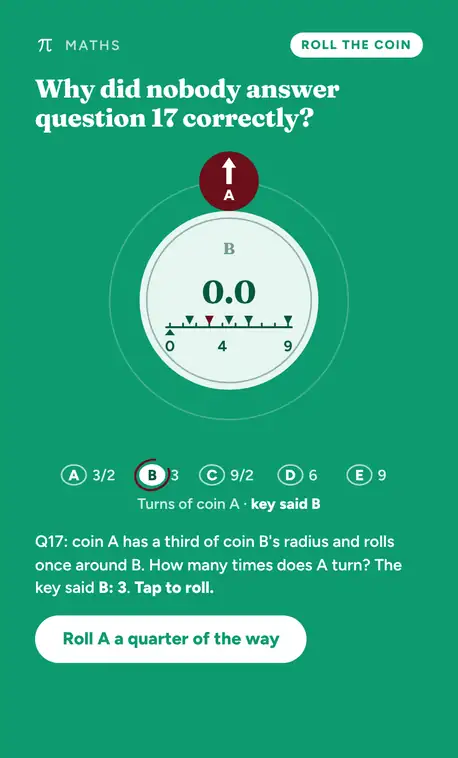 π MATHS
ROLL THE COIN
Why did nobody answer
question 17 correctly?
A
B
0.0
0 4 9
A 3/2 B 3 C 9/2 D 6 E 9
Turns of coin A · key said B
Q17: coin A has a third of coin B's radius and rolls
once around B. How many times does A turn? The
key said B: 3. Tap to roll.
Roll A a quarter of the way